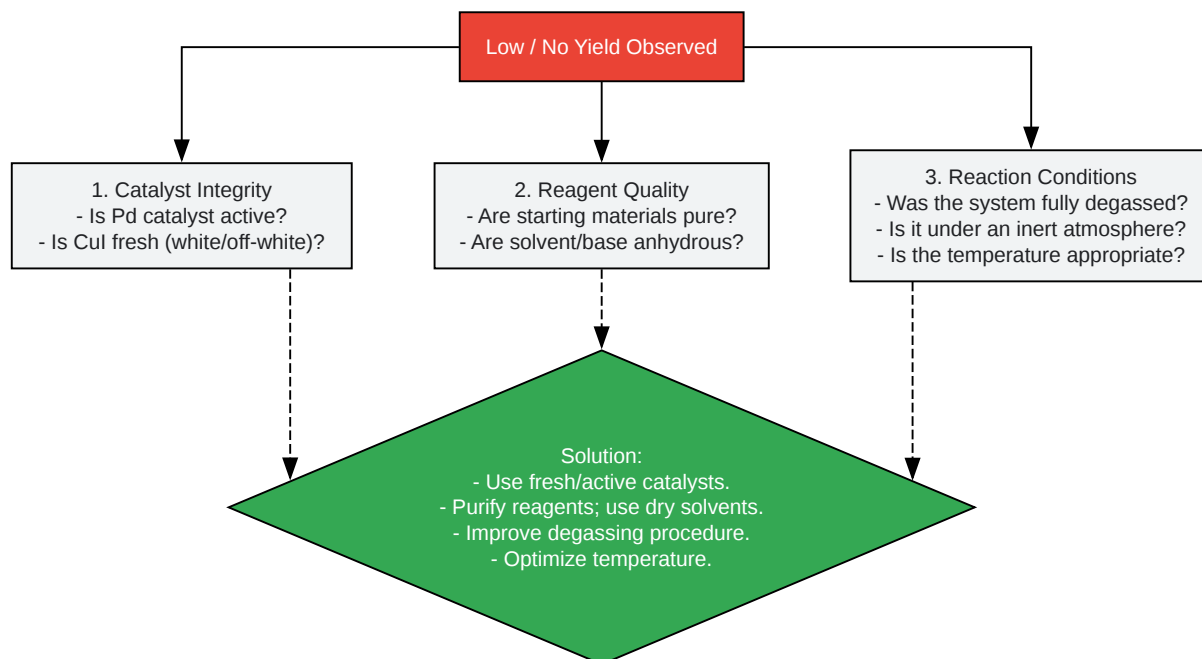 Low / No Yield Observed
1. Catalyst Integrity
- Is Pd catalyst active?
- Is CuI fresh (white/off-white)?
2. Reagent Quality
- Are starting materials pure?
- Are solvent/base anhydrous?
3. Reaction Conditions
- Was the system fully degassed?
- Is it under an inert atmosphere?
- Is the temperature appropriate?
Solution:
- Use fresh/active catalysts.
- Purify reagents; use dry solvents.
- Improve degassing procedure.
- Optimize temperature.